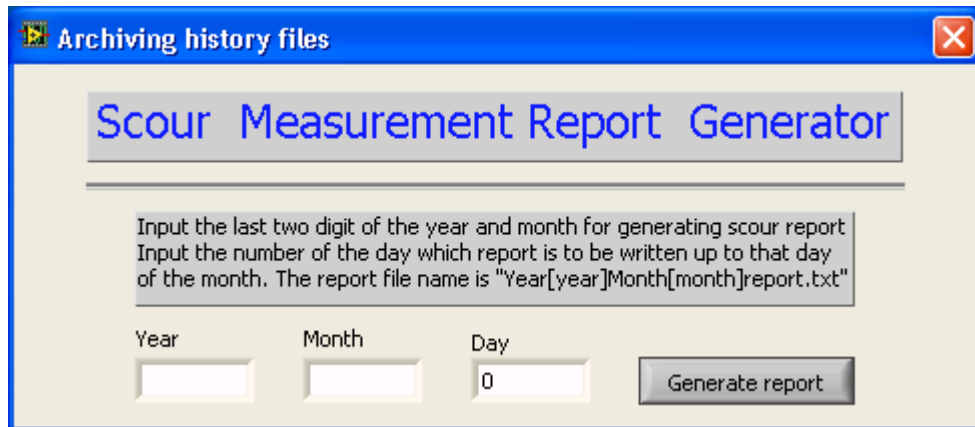 Archiving history files
Scour Measurement Report Generator
Input the last two digit of the year and month for generating scour report
Input the number of the day which report is to be written up to that day
of the month. The report file name is "Year[year]Month[month]report.txt"
Year Month Day
0
Generate report